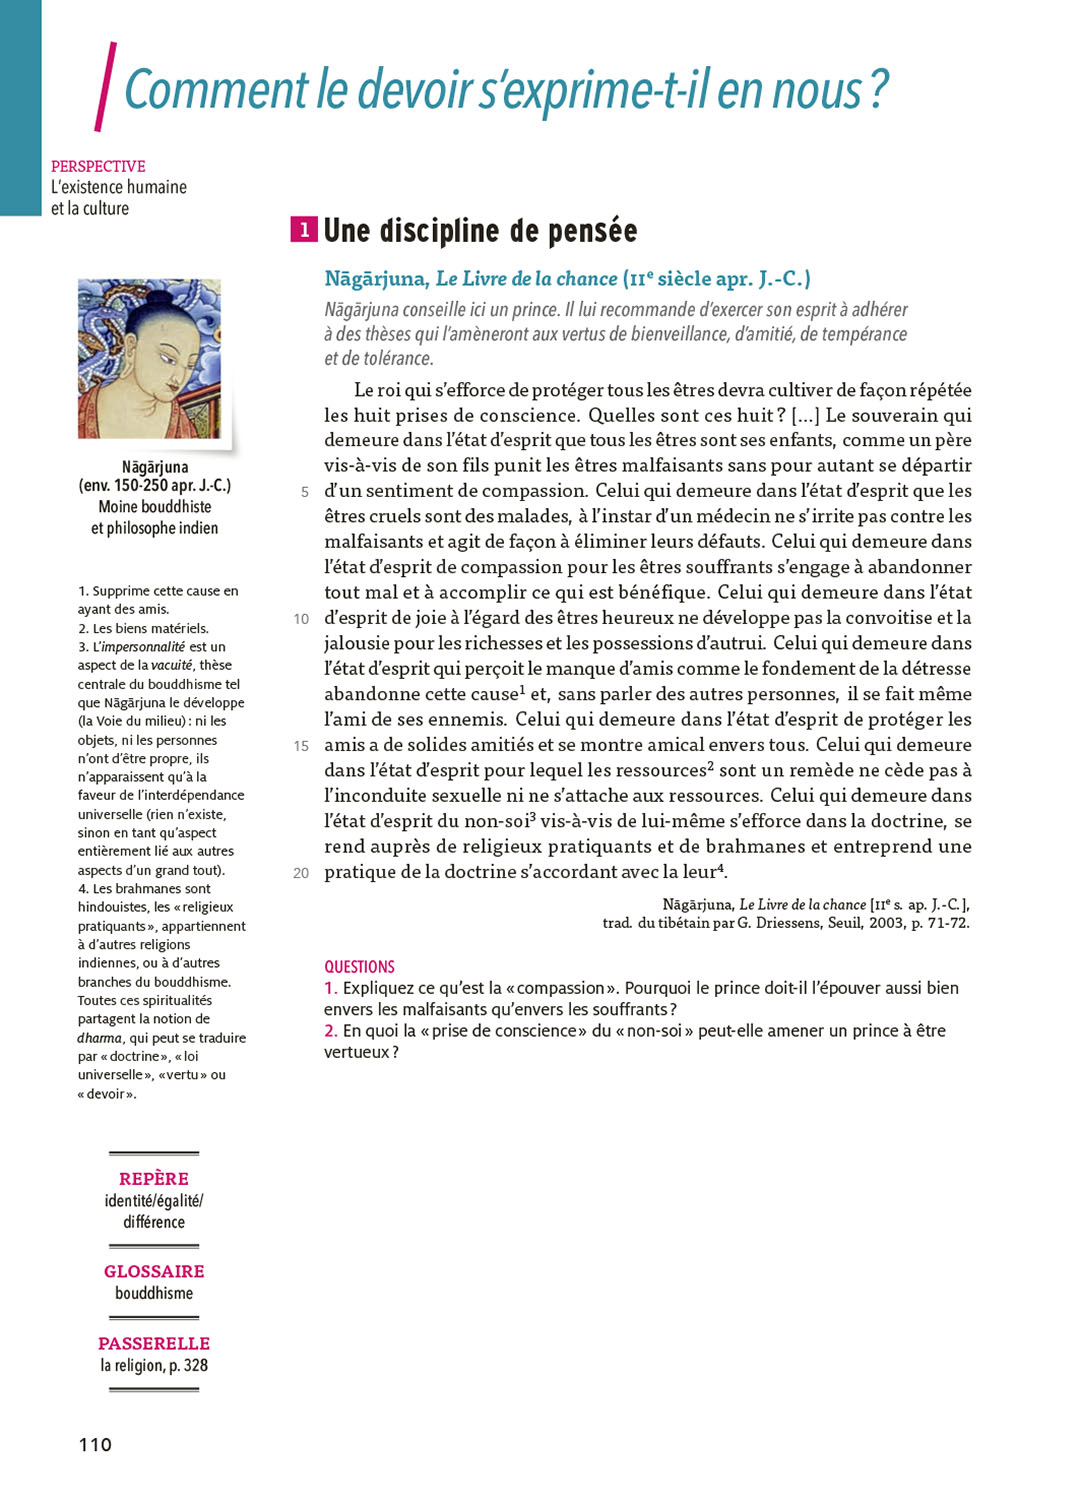 Comment le devoir s’exprime-t-il en nous ?
PERSPECTIVE
L’existence humaine
et la culture
1 Une discipline de pensée
Nāgārjuna, Le Livre de la chance (IIe siècle apr. J.-C.)
Nāgārjuna conseille ici un prince. Il lui recommande d’exercer son esprit à adhérer
à des thèses qui l’amèneront aux vertus de bienveillance, d’amitié, de tempérance
et de tolérance.
Le roi qui s’efforce de protéger tous les êtres devra cultiver de façon répétée
les huit prises de conscience. Quelles sont ces huit ? [...] Le souverain qui
demeure dans l’état d’esprit que tous les êtres sont ses enfants, comme un père
vis-à-vis de son fils punit les êtres malfaisants sans pour autant se départir
5 d’un sentiment de compassion. Celui qui demeure dans l’état d’esprit que les
êtres cruels sont des malades, à l’instar d’un médecin ne s’irrite pas contre les
malfaisants et agit de façon à éliminer leurs défauts. Celui qui demeure dans
l’état d’esprit de compassion pour les êtres souffrants s’engage à abandonner
tout mal et à accomplir ce qui est bénéfique. Celui qui demeure dans l’état
10 d’esprit de joie à l’égard des êtres heureux ne développe pas la convoitise et la
jalousie pour les richesses et les possessions d’autrui. Celui qui demeure dans
l’état d’esprit qui perçoit le manque d’amis comme le fondement de la détresse
abandonne cette cause1 et, sans parler des autres personnes, il se fait même
l’ami de ses ennemis. Celui qui demeure dans l’état d’esprit de protéger les
15 amis a de solides amitiés et se montre amical envers tous. Celui qui demeure
dans l’état d’esprit pour lequel les ressources2 sont un remède ne cède pas à
l’inconduite sexuelle ni ne s’attache aux ressources. Celui qui demeure dans
l’état d’esprit du non-soi3 vis-à-vis de lui-même s’efforce dans la doctrine, se
rend auprès de religieux pratiquants et de brahmanes et entreprend une
20 pratique de la doctrine s’accordant avec la leur4.
Nāgārjuna, Le Livre de la chance [IIe s. ap. J.-C.],
trad. du tibétain par G. Driessens, Seuil, 2003, p. 71-72.
QUESTIONS
1. Expliquez ce qu’est la « compassion ». Pourquoi le prince doit-il l’épouver aussi bien
envers les malfaisants qu’envers les souffrants ?
2. En quoi la « prise de conscience » du « non-soi » peut-elle amener un prince à être
vertueux ?
Nāgārjuna
(env. 150-250 apr. J.-C.)
Moine bouddhiste
et philosophe indien
1. Supprime cette cause en
ayant des amis.
2. Les biens matériels.
3. L’impersonnalité est un
aspect de la vacuité, thèse
centrale du bouddhisme tel
que Nāgārjuna le développe
(la Voie du milieu) : ni les
objets, ni les personnes
n’ont d’être propre, ils
n’apparaissent qu’à la
faveur de l’interdépendance
universelle (rien n’existe,
sinon en tant qu’aspect
entièrement lié aux autres
aspects d’un grand tout).
4. Les brahmanes sont
hindouistes, les « religieux
pratiquants », appartiennent
à d’autres religions
indiennes, ou à d’autres
branches du bouddhisme.
Toutes ces spiritualités
partagent la notion de
dharma, qui peut se traduire
par « doctrine », « loi
universelle », « vertu » ou
« devoir ».
REPÈRE
identité/égalité/
différence
GLOSSAIRE
bouddhisme
PASSERELLE
la religion, p. 328
110